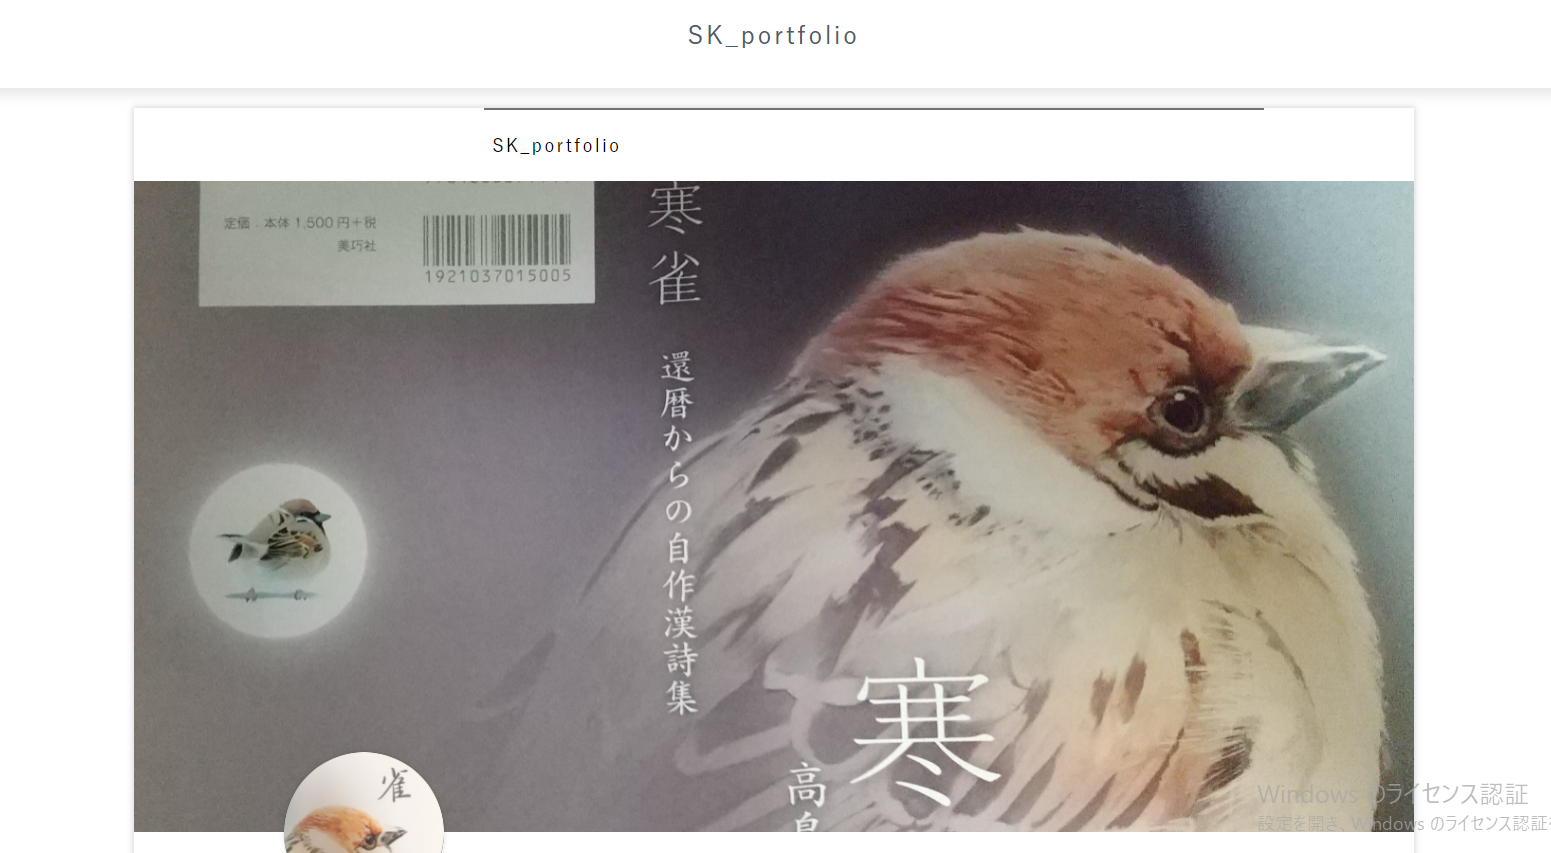 SK_portfolio
SK_portfolio
定価・本体1,500円+税
美巧社
1921037015005
寒雀
還暦からの自作漢詩集
寒
高
雀
Windows のライセンス認証
設定を開き、Windows のライセンス認証を